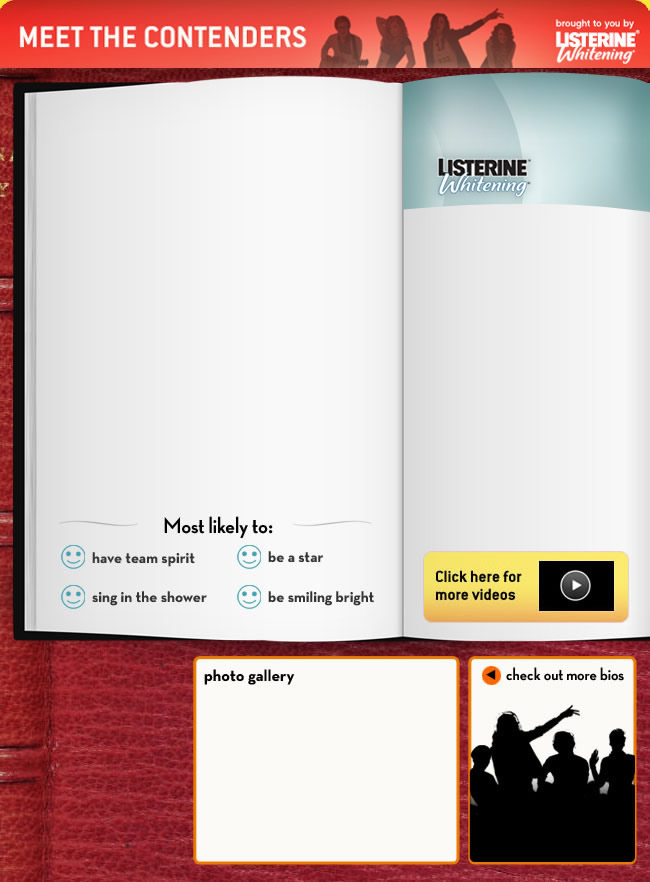 MEET THE CONTENDERS
brought to you by
LISTERINE®
Whitening®
LISTERINE®
Whitening®
Most likely to:
have team spirit
be a star
sing in the shower
be smiling bright
Click here for
more videos
photo gallery
check out more bios